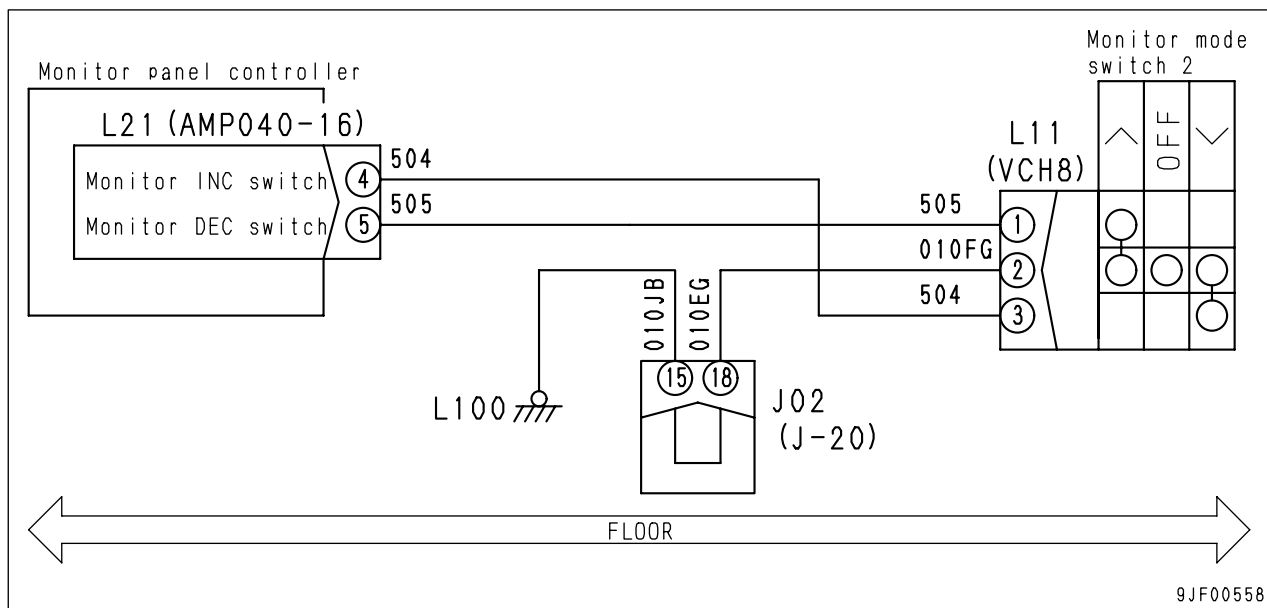 Monitor mode
switch 2
Monitor panel controller
L21 (AMP040-16)
L11
(VCH8)
> OFF <
Monitor INC switch 4 504
Monitor DEC switch 5 505
505 1
010FG 2
504 3
010JB
010EG
15 18
L100
J02
(J-20)
FLOOR
9JF00558